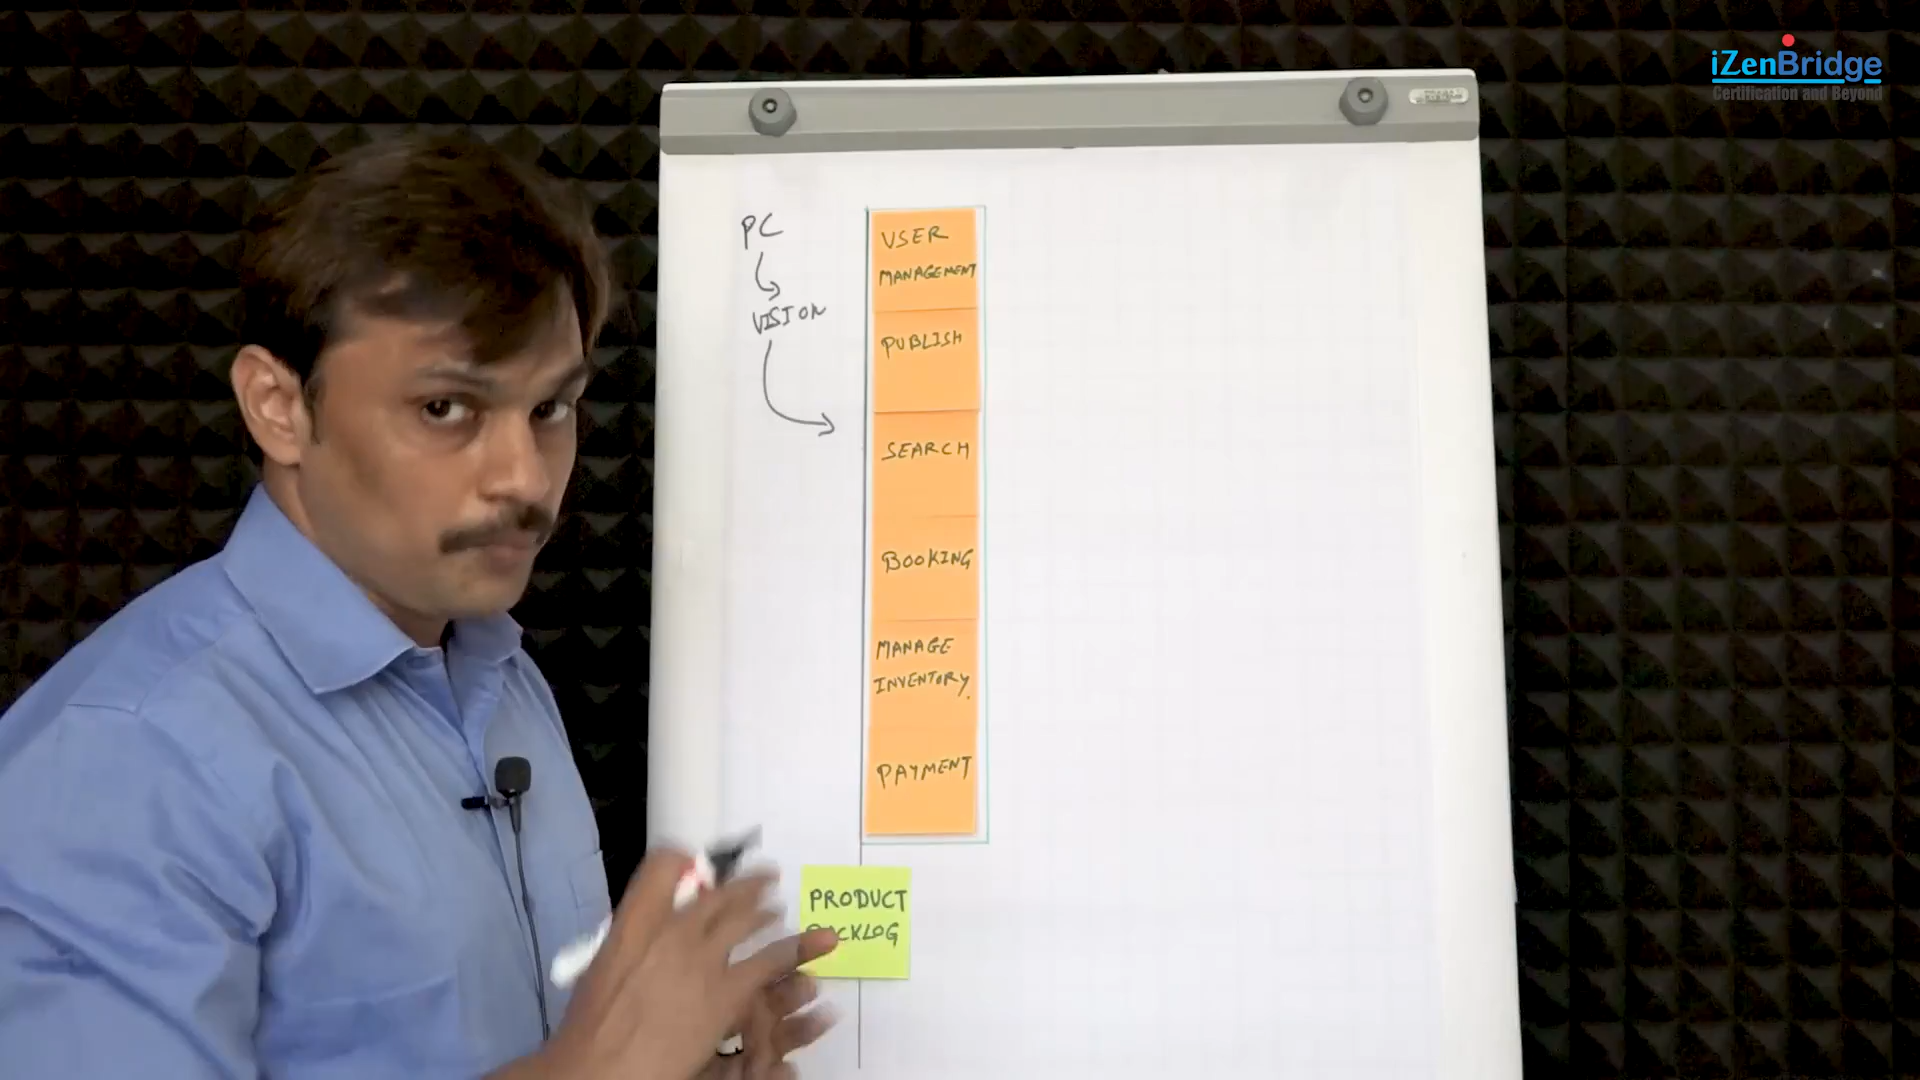 iZenBridge
Certification and Beyond
PC
VISION
USER
MANAGEMENT
PUBLISH
SEARCH
BOOKING
MANAGE
INVENTORY
PAYMENT
PRODUCT